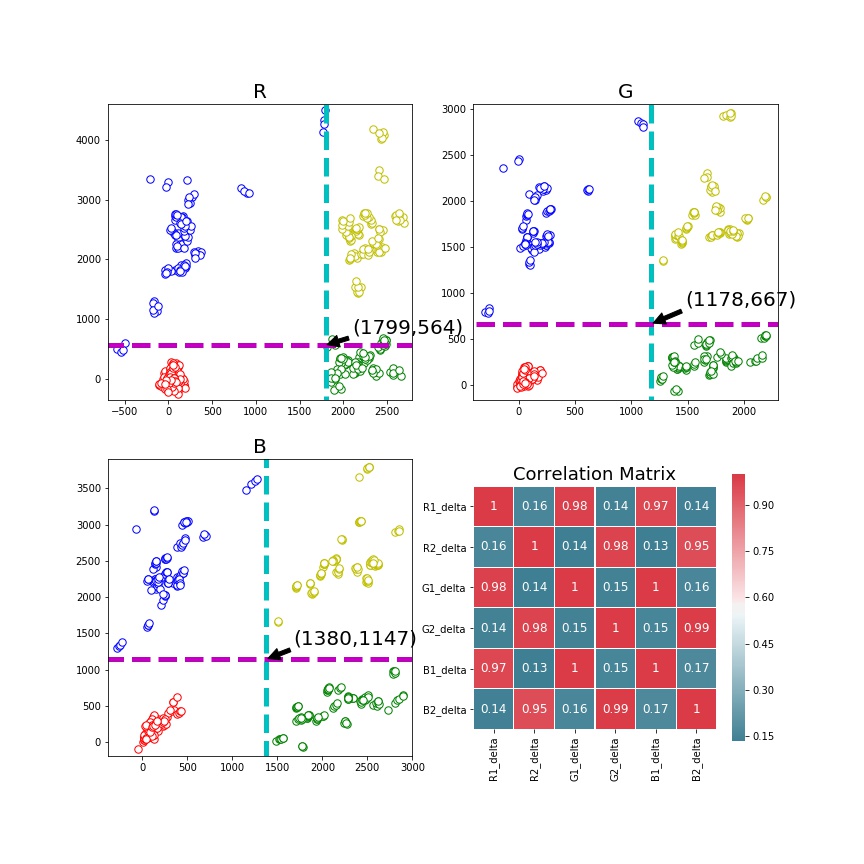 R
4000
3000
2000
1000
0
−500 0 500 1000 1500 2000 2500
(1799,564)
G
3000
2500
2000
1500
1000
500
0
0 500 1000 1500 2000
(1178,667)
B
3500
3000
2500
2000
1500
1000
500
0
0 500 1000 1500 2000 2500 3000
(1380,1147)
Correlation Matrix
R1_delta 1 0.16 0.98 0.14 0.97 0.14
R2_delta 0.16 1 0.14 0.98 0.13 0.95
G1_delta 0.98 0.14 1 0.15 1 0.16
G2_delta 0.14 0.98 0.15 1 0.15 0.99
B1_delta 0.97 0.13 1 0.15 1 0.17
B2_delta 0.14 0.95 0.16 0.99 0.17 1
R1_delta R2_delta G1_delta G2_delta B1_delta B2_delta
0.90
0.75
0.60
0.45
0.30
0.15